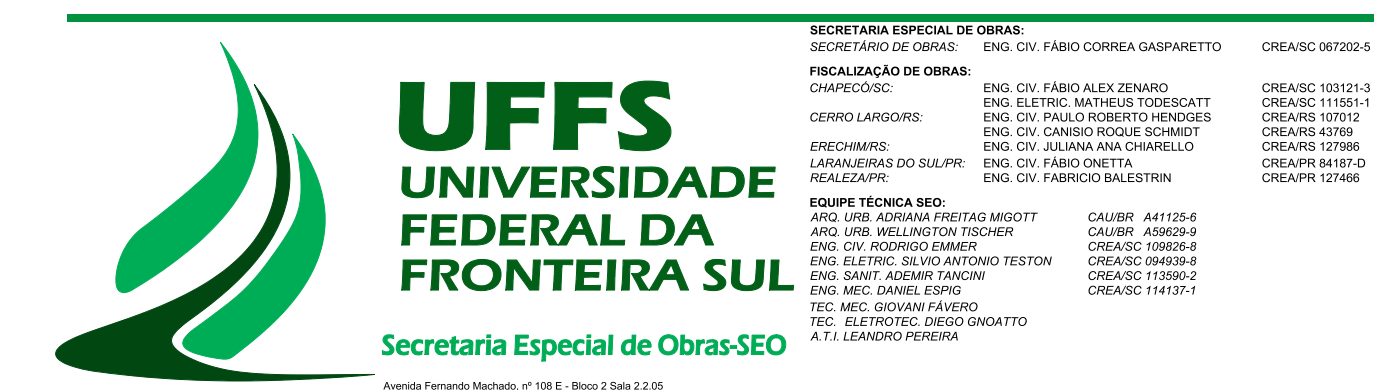 UFFS
UNIVERSIDADE
FEDERAL DA
FRONTEIRA SUL
Secretaria Especial de Obras-SEO
Avenida Fernando Machado. nº 108 E - Bloco 2 Sala 2.2.05
SECRETARIA ESPECIAL DE OBRAS:
SECRETÁRIO DE OBRAS: ENG. CIV. FÁBIO CORREA GASPARETTO CREA/SC 067202-5
FISCALIZAÇÃO DE OBRAS:
CHAPECÓ/SC: ENG. CIV. FÁBIO ALEX ZENARO CREA/SC 103121-3
ENG. ELETRIC. MATHEUS TODESCATT CREA/SC 111551-1
CERRO LARGO/RS: ENG. CIV. PAULO ROBERTO HENDGES CREA/RS 107012
ENG. CIV. CANISIO ROQUE SCHMIDT CREA/RS 43769
ERECHIM/RS: ENG. CIV. JULIANA ANA CHIARELLO CREA/RS 127986
LARANJEIRAS DO SUL/PR: ENG. CIV. FÁBIO ONETTA CREA/PR 84187-D
REALEZA/PR: ENG. CIV. FABRICIO BALESTRIN CREA/PR 127466
EQUIPE TÉCNICA SEO:
ARQ. URB. ADRIANA FREITAG MIGOTT CAU/BR A41125-6
ARQ. URB. WELLINGTON TISCHER CAU/BR A59629-9
ENG. CIV. RODRIGO EMMER CREA/SC 109826-8
ENG. ELETRIC. SILVIO ANTONIO TESTON CREA/SC 094939-8
ENG. SANIT. ADEMIR TANCINI CREA/SC 113590-2
ENG. MEC. DANIEL ESPIG CREA/SC 114137-1
TEC. MEC. GIOVANI FÁVERO
TEC. ELETROTEC. DIEGO GNOATTO
A.T.I. LEANDRO PEREIRA